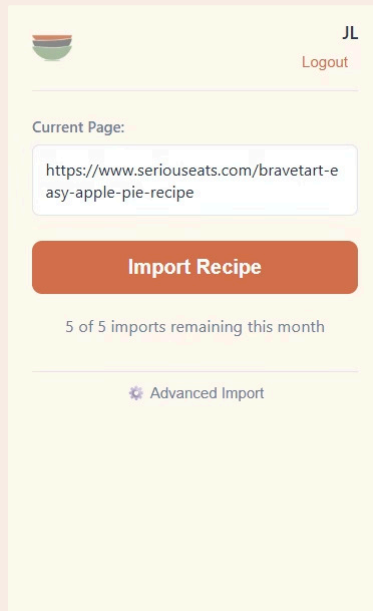 JL
Logout
Current Page:
https://www.seriouseats.com/bravetart-e
asy-apple-pie-recipe
Import Recipe
5 of 5 imports remaining this month
Advanced Import